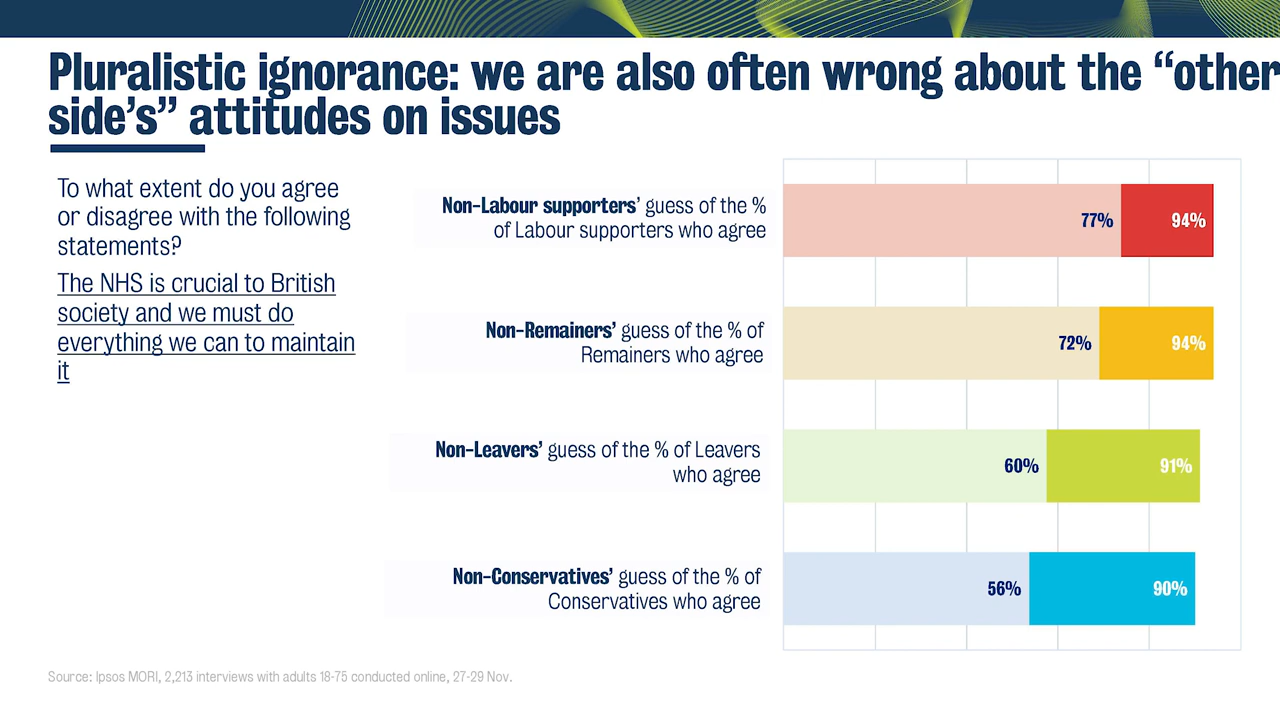 Pluralistic ignorance: we are also often wrong about the “other
side’s” attitudes on issues
To what extent do you agree
or disagree with the following
statements?
The NHS is crucial to British
society and we must do
everything we can to maintain
it
Non-Labour supporters’ guess of the %
of Labour supporters who agree
77%
94%
Non-Remainers’ guess of the % of
Remainers who agree
72%
94%
Non-Leavers’ guess of the % of Leavers
who agree
60%
91%
Non-Conservatives’ guess of the % of
Conservatives who agree
56%
90%
Source: Ipsos MORI, 2,213 interviews with adults 18-75 conducted online, 27-29 Nov.